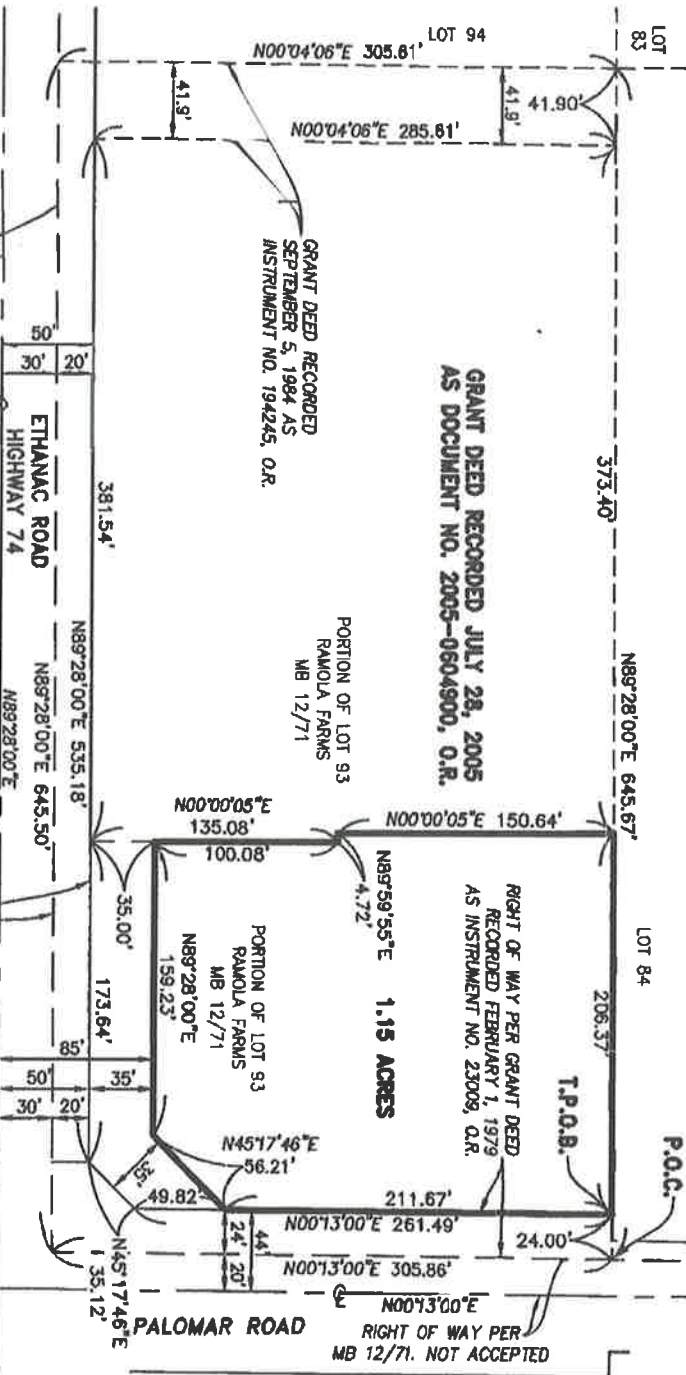 LOT 94
LOT
83
N00°04'06"E 305.61'
41.9'
41.9'
41.90'
N00°04'06"E 285.61'
GRANT DEED RECORDED
SEPTEMBER 5, 1984 AS
INSTRUMENT NO. 194245, O.R.
GRANT DEED RECORDED JULY 28, 2005
AS DOCUMENT NO. 2005-0604900, O.R.
373.40'
N89°28'00"E 645.67'
LOT 84
50'
30'
20'
ETHANAC ROAD
HIGHWAY 74
381.54'
N89°28'00"E 535.18'
N89°28'00"E 645.50'
N89°28'00"E
PORTION OF LOT 93
RAMOLA FARMS
MB 12/71
N00°00'05"E
135.08'
100.08'
N00°00'05"E 150.64'
4.72'
N89°59'55"E
1.15 ACRES
35.00'
173.64'
PORTION OF LOT 93
RAMOLA FARMS
MB 12/71
N89°28'00"E
159.23'
RIGHT OF WAY PER GRANT DEED
RECORDED FEBRUARY 1, 1979
AS INSTRUMENT NO. 23009, O.R.
206.37'
T.P.O.B.
P.O.C.
85'
50'
35'
30'
20'
N45°17'46"E
56.21'
35'
49.82'
211.67'
N00°13'00"E 261.49'
24.00'
44'
24'
20'
N00°13'00"E 305.86'
N00°13'00"E
N45°17'46"E
35.12'
PALOMAR ROAD
RIGHT OF WAY PER
MB 12/71. NOT ACCEPTED